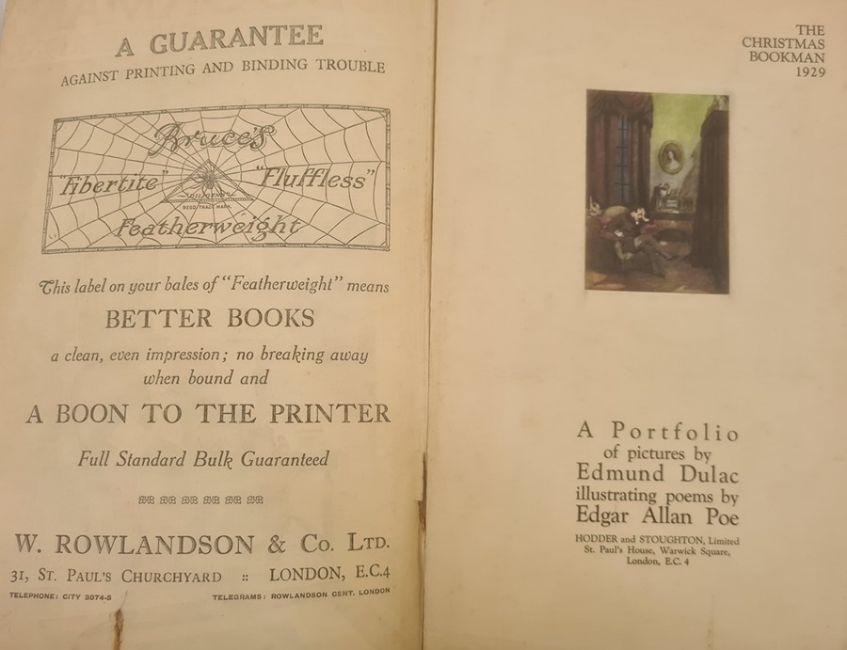 A GUARANTEE
AGAINST PRINTING AND BINDING TROUBLE
Bruce's
"Fibertite" "Fluffless"
REGD. TRADE MARK.
Featherweight
This label on your bales of "Featherweight" means
BETTER BOOKS
a clean, even impression; no breaking away
when bound and
A BOON TO THE PRINTER
Full Standard Bulk Guaranteed
W. ROWLANDSON & Co. LTD.
31, ST. PAUL'S CHURCHYARD :: LONDON, E.C.4
TELEPHONE: CITY 3074-5 TELEGRAMS: ROWLANDSON CENT. LONDON
THE
CHRISTMAS
BOOKMAN
1929
A Portfolio
of pictures by
Edmund Dulac
illustrating poems by
Edgar Allan Poe
HODDER and STOUGHTON, Limited
St. Paul's House, Warwick Square,
London, E.C. 4